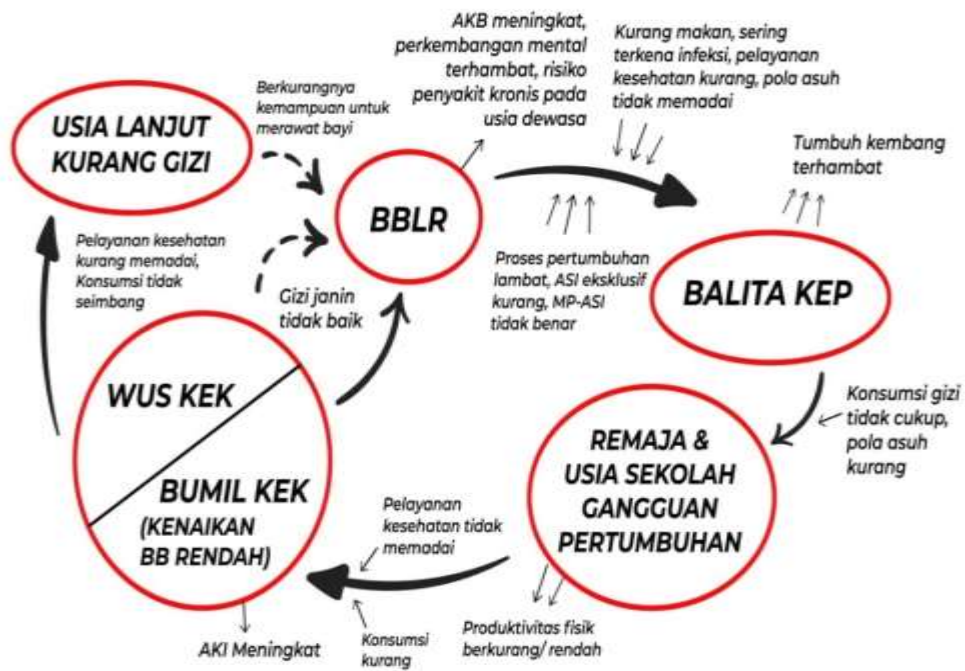 AKB meningkat,
perkembangan mental
terhambat, risiko
penyakit kronis pada
usia dewasa
Kurang makan, sering
terkena infeksi, pelayanan
kesehatan kurang, pola asuh
tidak memadai
USIA LANJUT
KURANG GIZI
Berkurangnya
kemampuan untuk
merawat bayi
BBLR
Tumbuh kembang
terhambat
Pelayanan kesehatan
kurang memadai,
Konsumsi tidak
seimbang
Gizi janin
tidak baik
Proses pertumbuhan
lambat, ASI eksklusif
kurang, MP-ASI
tidak benar
BALITA KEP
WUS KEK
BUMIL KEK
(KENAIKAN
BB RENDAH)
Konsumsi gizi
tidak cukup,
pola asuh
kurang
REMAJA &
USIA SEKOLAH
GANGGUAN
PERTUMBUHAN
Pelayanan
kesehatan tidak
memadai
AKI Meningkat
Konsumsi
kurang
Produktivitas fisik
berkurang/ rendah